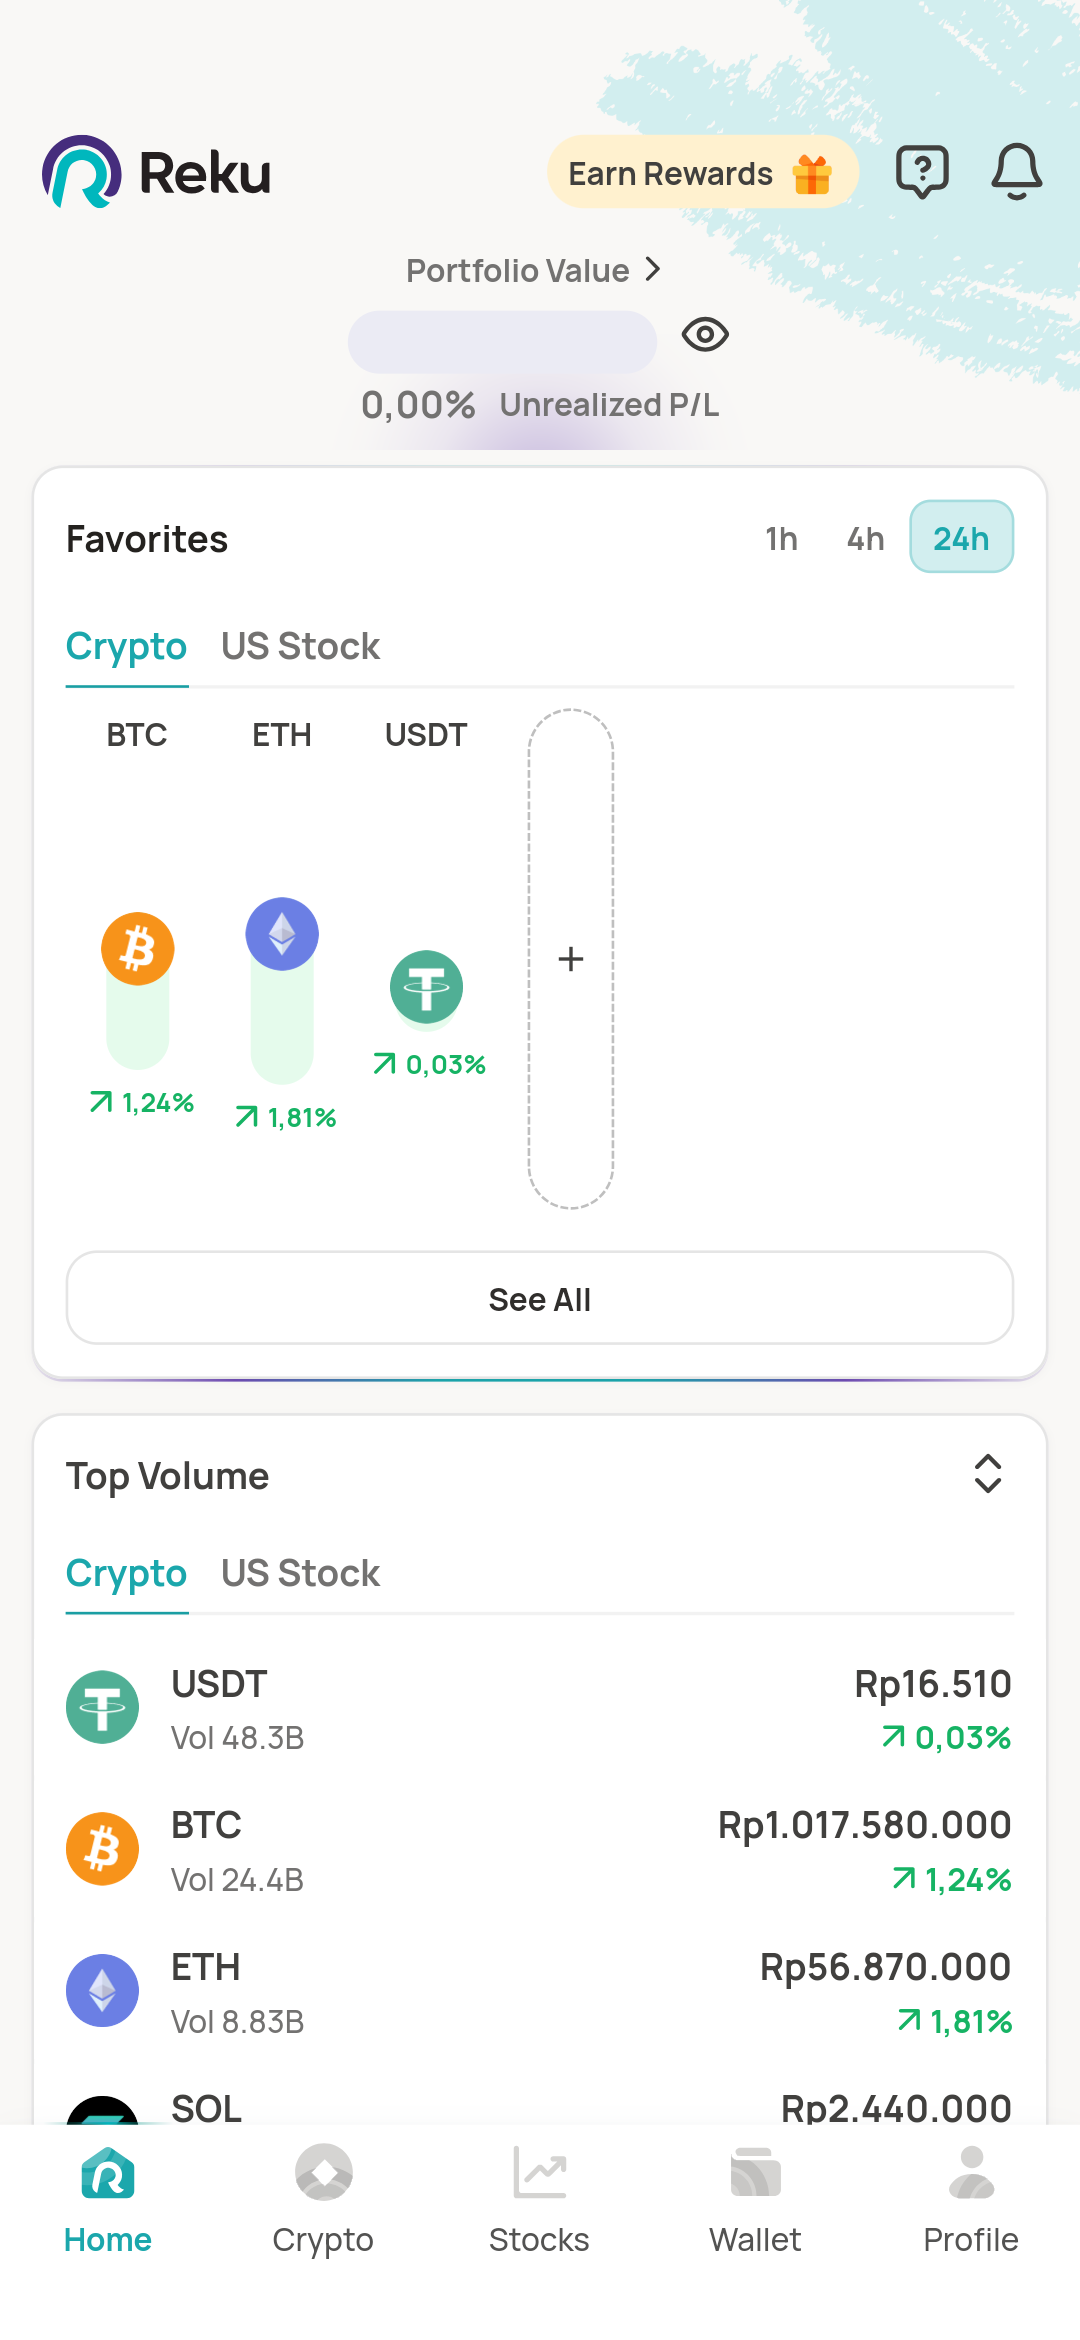 Reku
Earn Rewards
Portfolio Value
0,00% Unrealized P/L
Favorites
1h 4h 24h
Crypto US Stock
BTC ETH USDT
1,24%
1,81%
0,03%
+
See All
Top Volume
Crypto US Stock
USDT Rp16.510
Vol 48.3B 0,03%
BTC Rp1.017.580.000
Vol 24.4B 1,24%
ETH Rp56.870.000
Vol 8.83B 1,81%
SOL Rp2.440.000
Home Crypto Stocks Wallet Profile